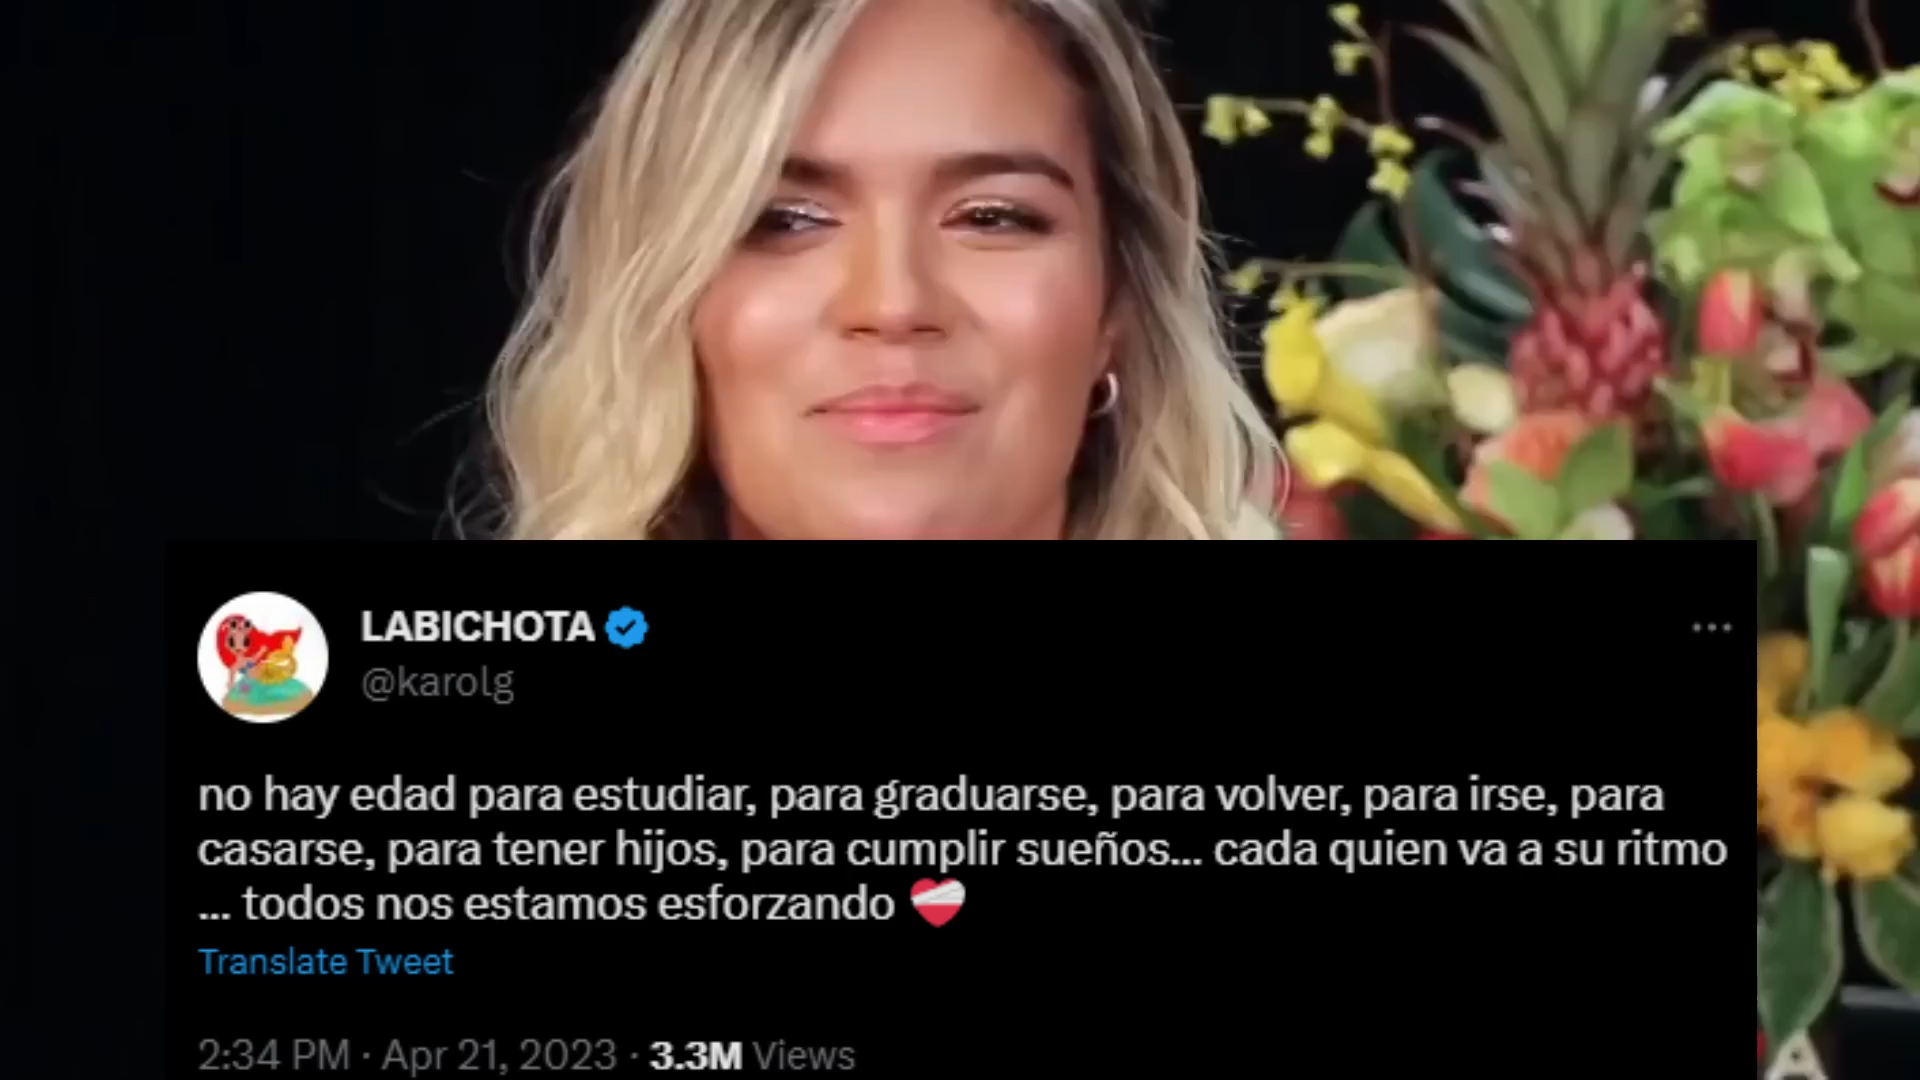 LABICHOTA
@karolg
no hay edad para estudiar, para graduarse, para volver, para irse, para
casarse, para tener hijos, para cumplir sueños... cada quien va a su ritmo
... todos nos estamos esforzando
Translate Tweet
2:34 PM · Apr 21, 2023 · 3.3M Views
A